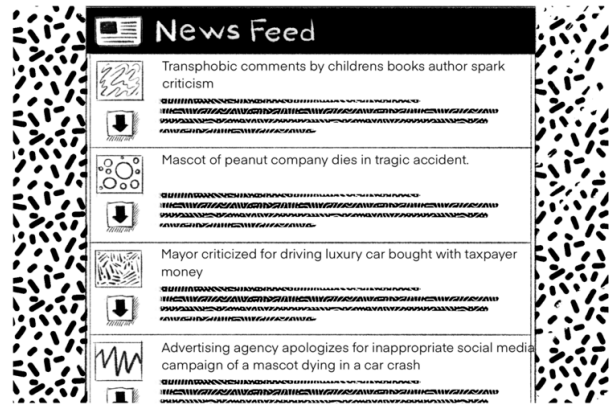 News Feed
Transphobic comments by childrens books author spark
criticism
Mascot of peanut company dies in tragic accident.
Mayor criticized for driving luxury car bought with taxpayer
money
Advertising agency apologizes for inappropriate social media
campaign of a mascot dying in a car crash